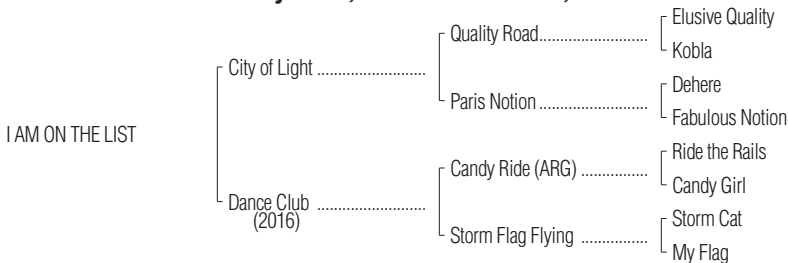 Elusive Quality
Quality Road
Kobla
City of Light
Dehere
Paris Notion
Fabulous Notion
I AM ON THE LIST
Ride the Rails
Candy Ride (ARG)
Candy Girl
Dance Club
(2016)
Storm Cat
Storm Flag Flying
My Flag